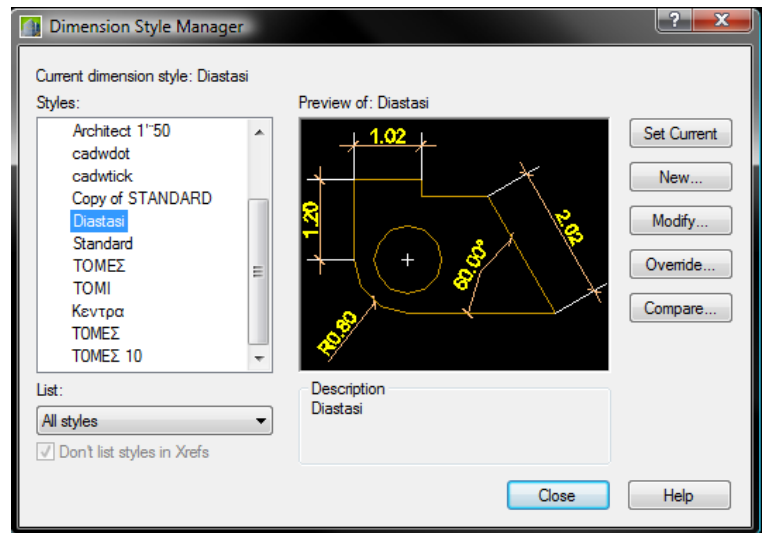 Dimension Style Manager
Current dimension style: Diastasi
Styles:
Architect 1'¨50
cadwdot
cadwtick
Copy of STANDARD
Diastasi
Standard
ΤΟΜΕΣ
ΤΟΜΙ
Κεντρα
ΤΟΜΕΣ
ΤΟΜΕΣ 10
List:
All styles
Don't list styles in Xrefs
Preview of: Diastasi
1.02
1.20
2.02
60.00°
R0.80
Description
Diastasi
Set Current
New...
Modify...
Override...
Compare...
Close
Help